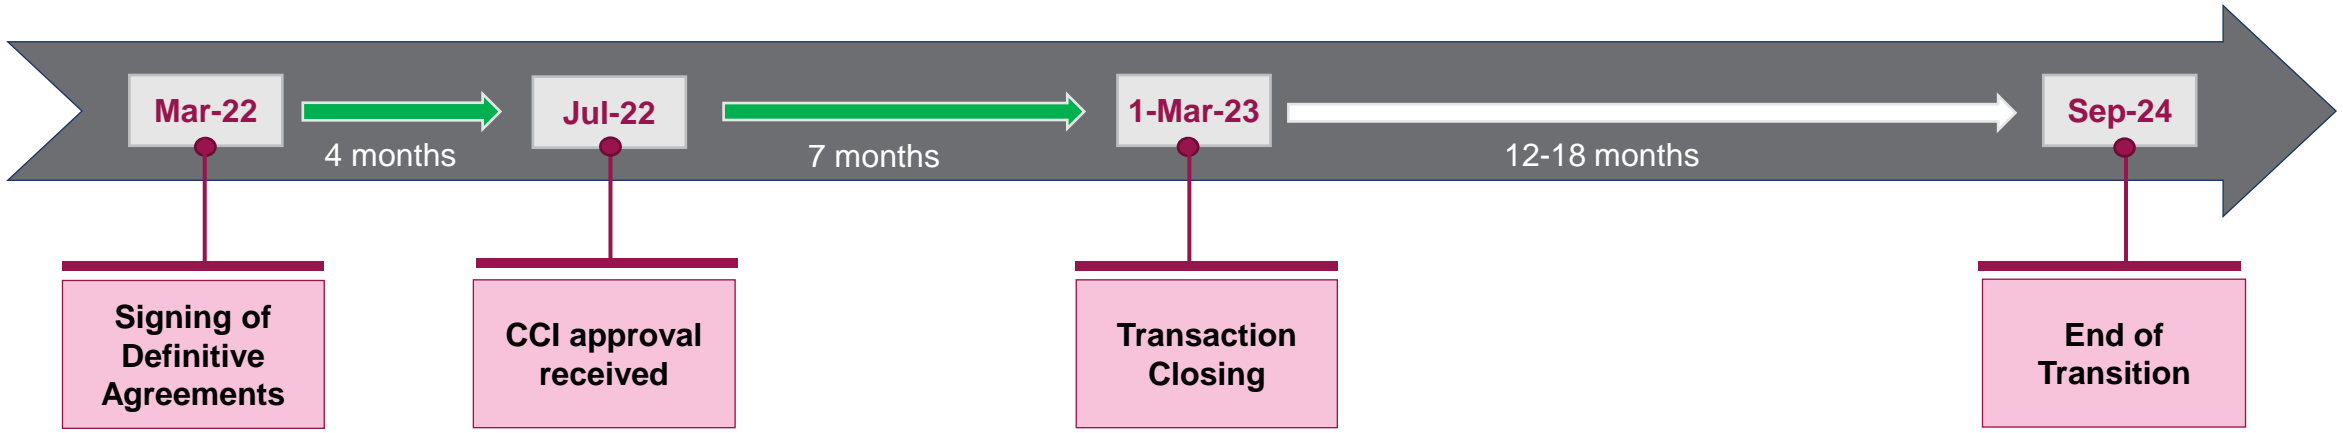 Mar-22
4 months
Jul-22
7 months
1-Mar-23
12-18 months
Sep-24
Signing of
Definitive
Agreements
CCI approval
received
Transaction
Closing
End of
Transition